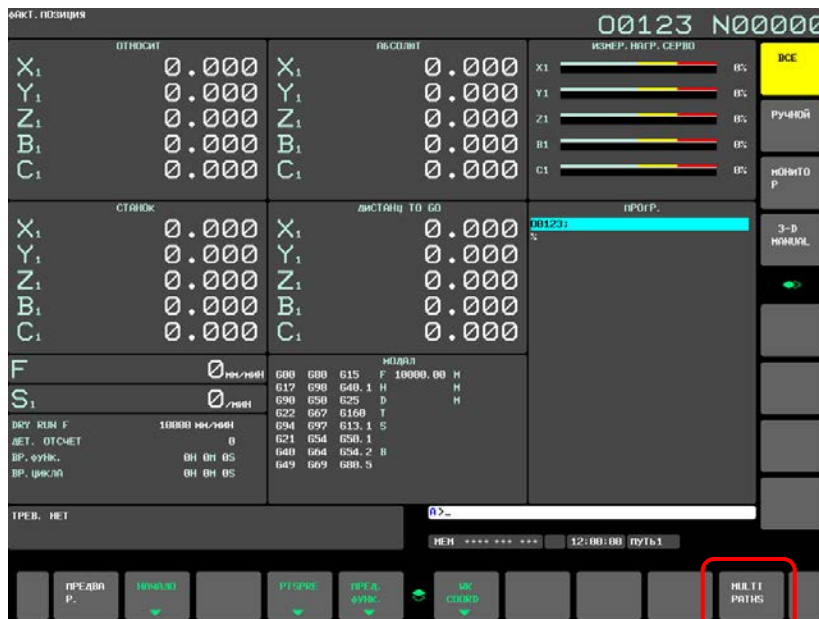 ФАКТ. ПОЗИЦИЯ
O0123 N00000
ОТНОСИТ
X1 0.000
Y1 0.000
Z1 0.000
B1 0.000
C1 0.000
АБСОЛЮТ
X1 0.000
Y1 0.000
Z1 0.000
B1 0.000
C1 0.000
ИЗМЕР. НАГР. СЕРВО
X1 0%
Y1 0%
Z1 0%
B1 0%
C1 0%
СТАНОК
X1 0.000
Y1 0.000
Z1 0.000
B1 0.000
C1 0.000
ДИСТАНЦ TO GO
X1 0.000
Y1 0.000
Z1 0.000
B1 0.000
C1 0.000
ПРОГР.
O0123;
%
F 0 мм/мин
S1 0 /мин
DRY RUN F 10000 ММ/МИН
ДЕТ. ОТСЧЕТ 0
ВР. ФУНК. 0H 0M 0S
ВР. ЦИКЛА 0H 0M 0S
МОДАЛ
G00 G80 G15 F 10000.00 M
G17 G98 G40.1 H M
G90 G50 G25 D M
G22 G67 G160 T
G94 G97 G13.1 S
G21 G54 G50.1
G40 G64 G54.2 B
G49 G69 G80.5
ТРЕВ. НЕТ
A>_
MEM **** *** *** 12:00:00 ПУТЬ1
ВСЕ
РУЧНОЙ
МОНИТО
Р
3-D
MANUAL
ПРЕДВА
Р.
НАЧАЛО
PTSPRE
ПРЕД.
ФУНК.
WK
COORD
MULTI
PATHS